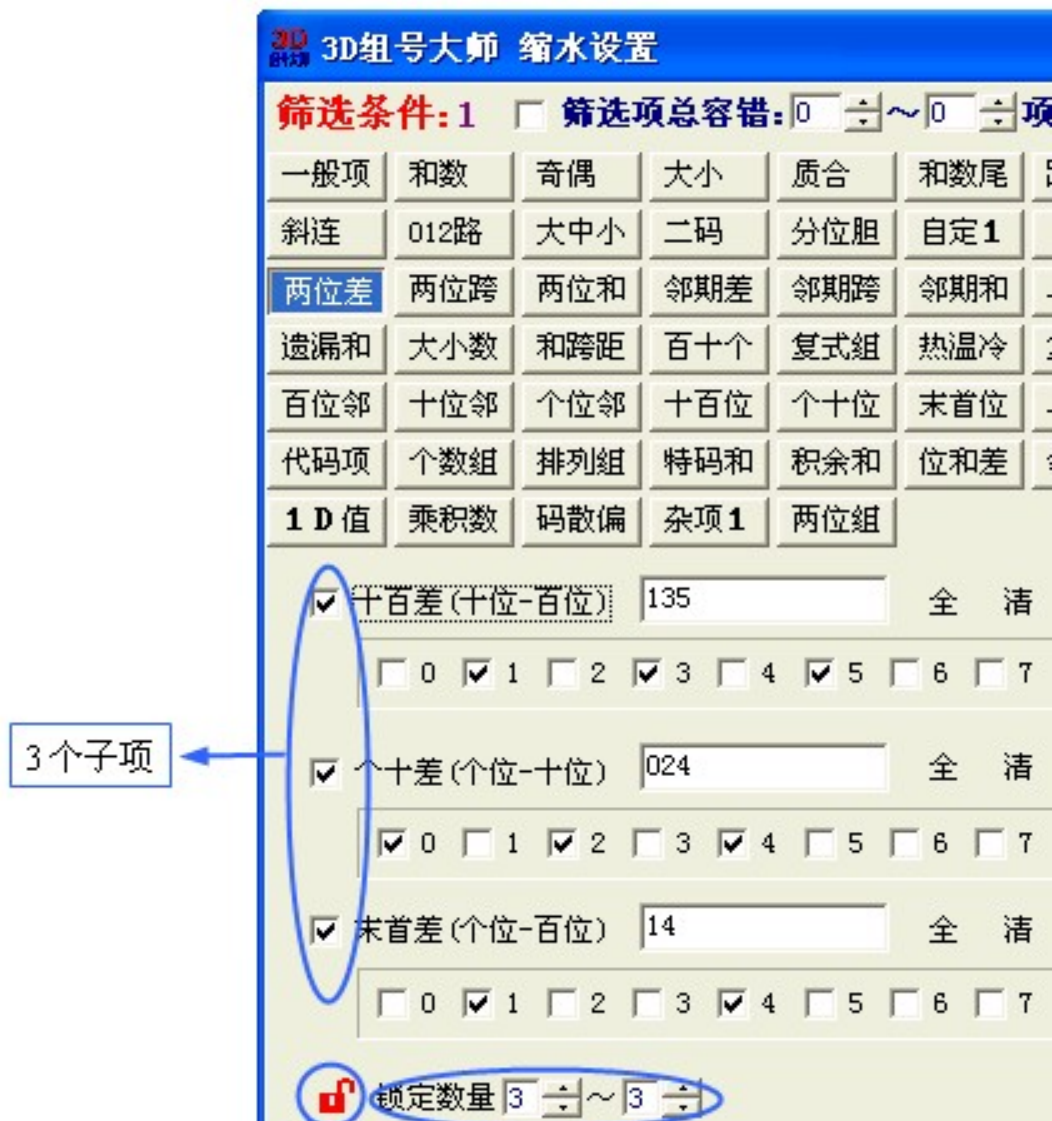 3D组号大师 缩水设置
筛选条件:1 筛选项总容错:0 ~0 项
一般项 和数 奇偶 大小 质合 和数尾
斜连 012路 大中小 二码 分位胆 自定1
两位差 两位跨 两位和 邻期差 邻期跨 邻期和
遗漏和 大小数 和跨距 百十个 复式组 热温冷
百位邻 十位邻 个位邻 十百位 个十位 末首位
代码项 个数组 排列组 特码和 积余和 位和差
1D值 乘积数 码散偏 杂项1 两位组
十百差(十位-百位) 135 全 清
0 1 2 3 4 5 6 7
3个子项
个十差(个位-十位) 024 全 清
0 1 2 3 4 5 6 7
末首差(个位-百位) 14 全 清
0 1 2 3 4 5 6 7
锁定数量 3 ~ 3